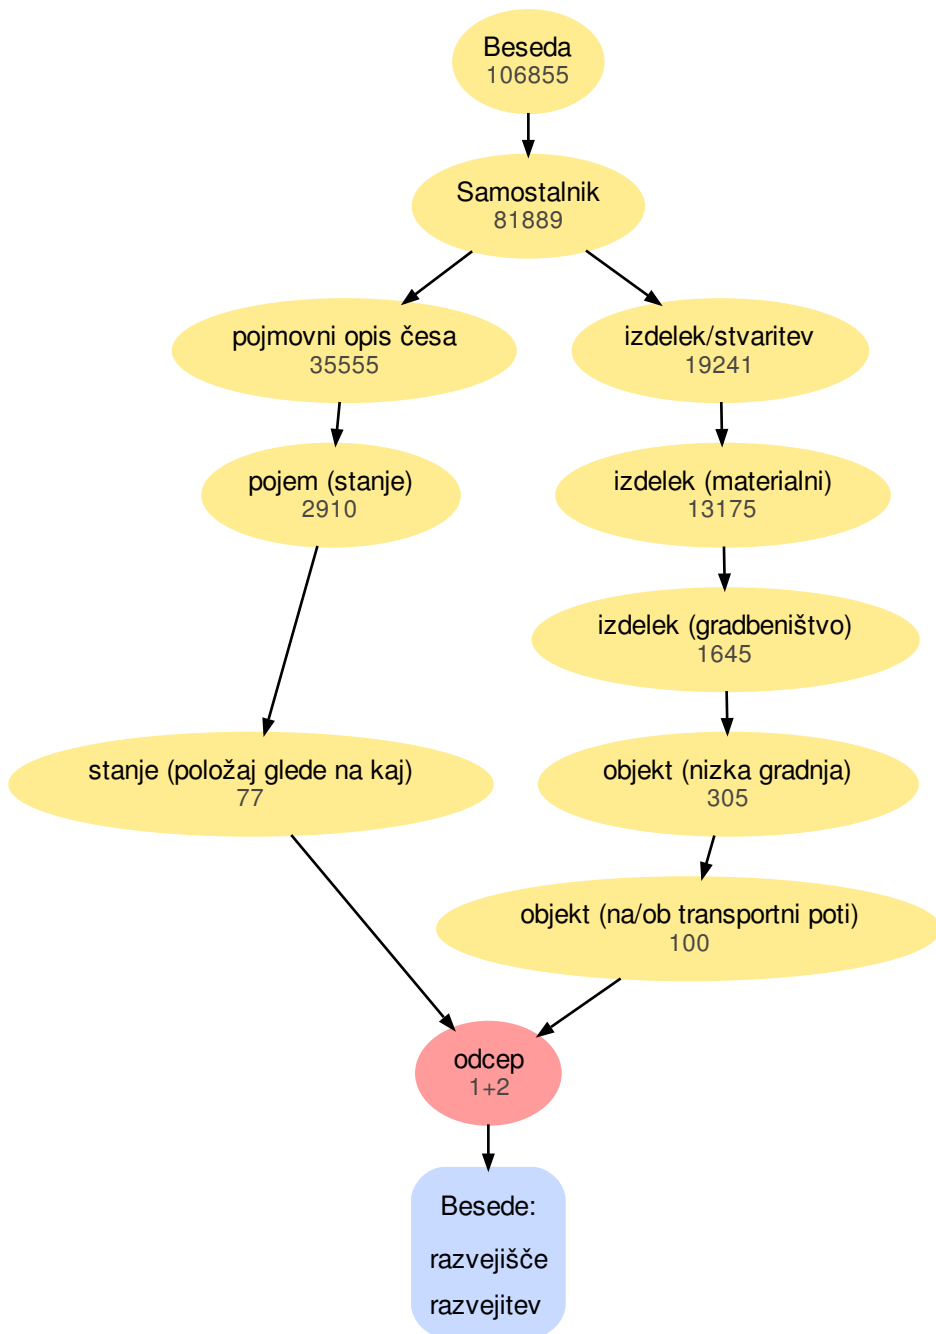 Beseda
106855
Samostalnik
81889
pojmovni opis česa
35555
izdelek/stvaritev
19241
pojem (stanje)
2910
izdelek (materialni)
13175
izdelek (gradbeništvo)
1645
stanje (položaj glede na kaj)
77
objekt (nizka gradnja)
305
objekt (na/ob transportni poti)
100
odcep
1+2
Besede:
razvejišče
razvejitev